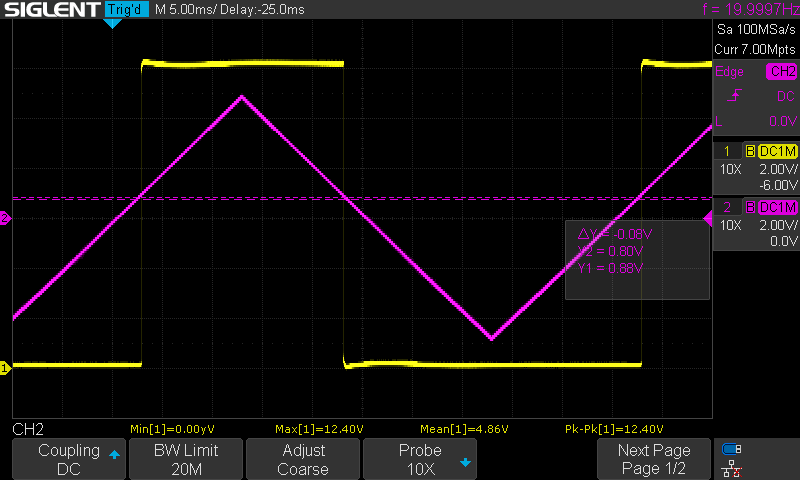 SIGLENT Trig'd M 5.00ms/ Delay:-25.0ms f = 19.9997Hz
Sa 100MSa/s
Curr 7.00Mpts
Edge CH2
DC
L 0.0V
1 B DC1M
10X 2.00V/
-6.00V
2 B DC1M
10X 2.00V/
0.0V
2
△Y = -0.08V
Y2 = 0.80V
Y1 = 0.88V
1
CH2 Min[1]=0.00yV Max[1]=12.40V Mean[1]=4.86V Pk-Pk[1]=12.40V
Coupling
DC
BW Limit
20M
Adjust
Coarse
Probe
10X
Next Page
Page 1/2